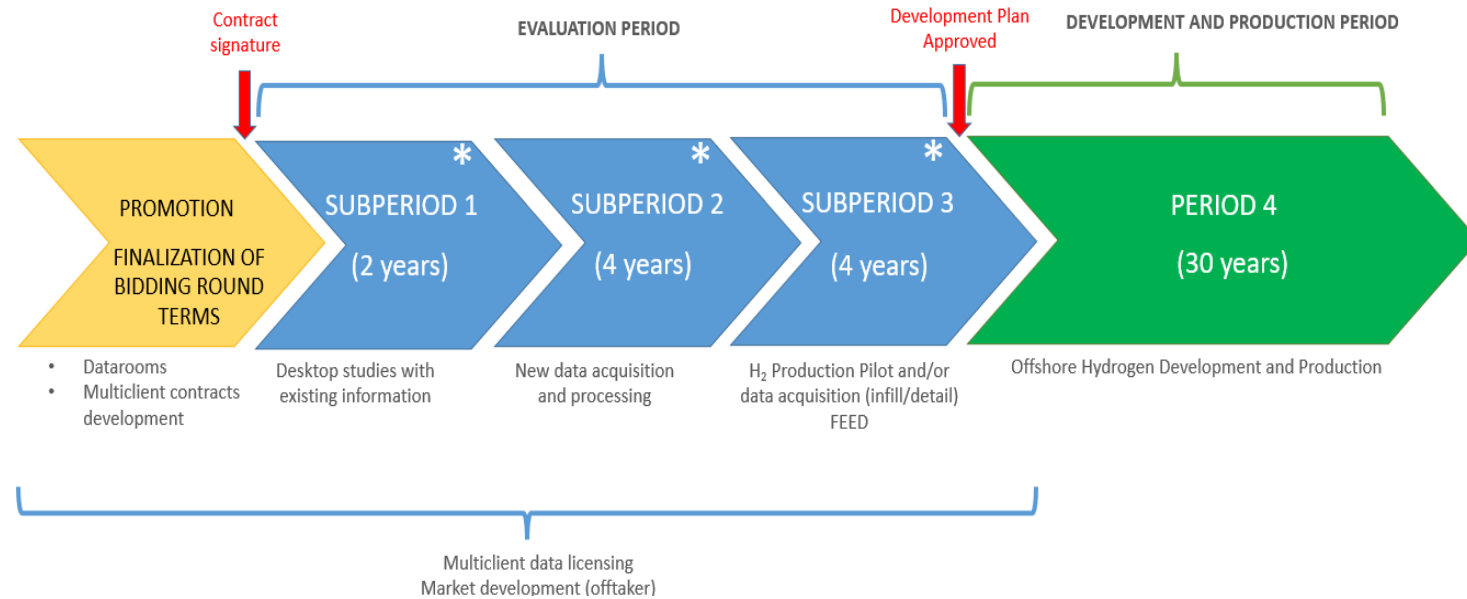 Contract
signature
EVALUATION PERIOD
Development Plan
Approved
DEVELOPMENT AND PRODUCTION PERIOD
PROMOTION
FINALIZATION OF
BIDDING ROUND
TERMS
*
SUBPERIOD 1
(2 years)
*
SUBPERIOD 2
(4 years)
*
SUBPERIOD 3
(4 years)
PERIOD 4
(30 years)
• Datarooms
• Multiclient contracts
development
Desktop studies with
existing information
New data acquisition
and processing
H₂ Production Pilot and/or
data acquisition (infill/detail)
FEED
Offshore Hydrogen Development and Production
Multiclient data licensing
Market development (offtaker)